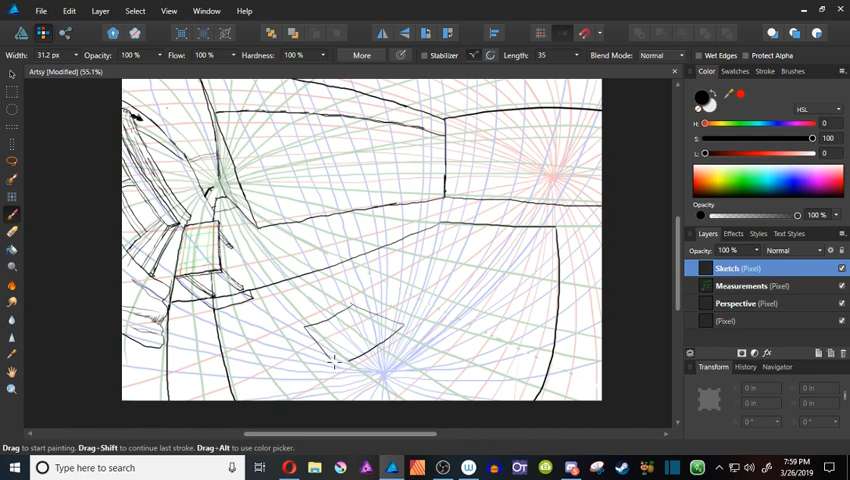 File Edit Layer Select Document View Window Help
Width: 31.2 px Opacity: 100 % Flow: 100 % Hardness: 100 % More Stabilizer Length: 35 Blend Mode: Normal Wet Edges Protect Alpha
Artsy [Modified] (55.1%)
Color Swatches Stroke Brushes
HSL
H: 0
S: 100
L: 0
Opacity
100 %
Layers Effects Styles Text Styles
Opacity: 100 % Normal
Sketch (Pixel)
Measurements (Pixel)
Perspective (Pixel)
(Pixel)
Transform History Navigator
X: 0 in W: 0 in
Y: 0 in H: 0 in
R: 0 ° S: 0 °
Drag to start painting. Drag+Shift to continue last stroke. Drag+Alt to use color picker.
Type here to search
7:59 PM
3/26/2019